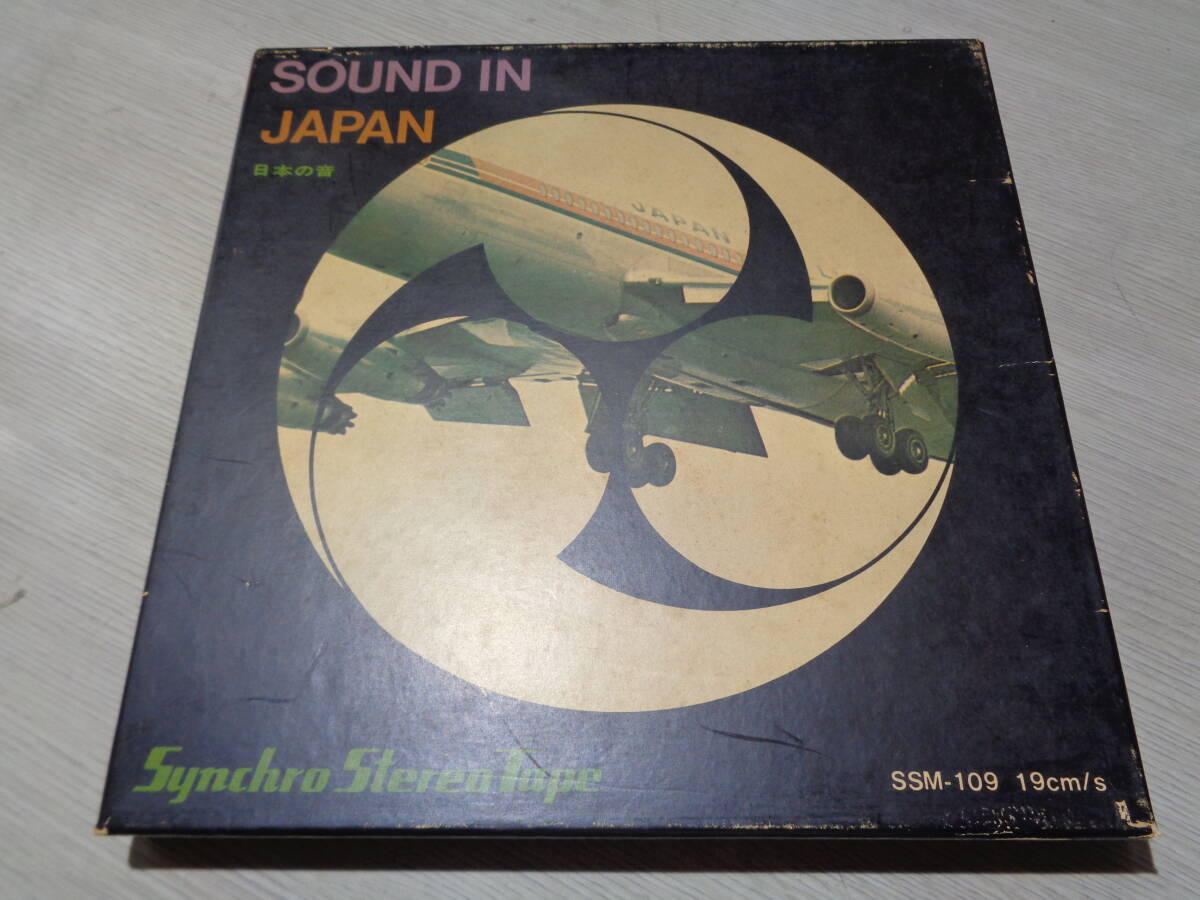 SOUND IN
JAPAN
日本の音
JAPAN
Synchro Stereo Tape
SSM-109 19cm/s